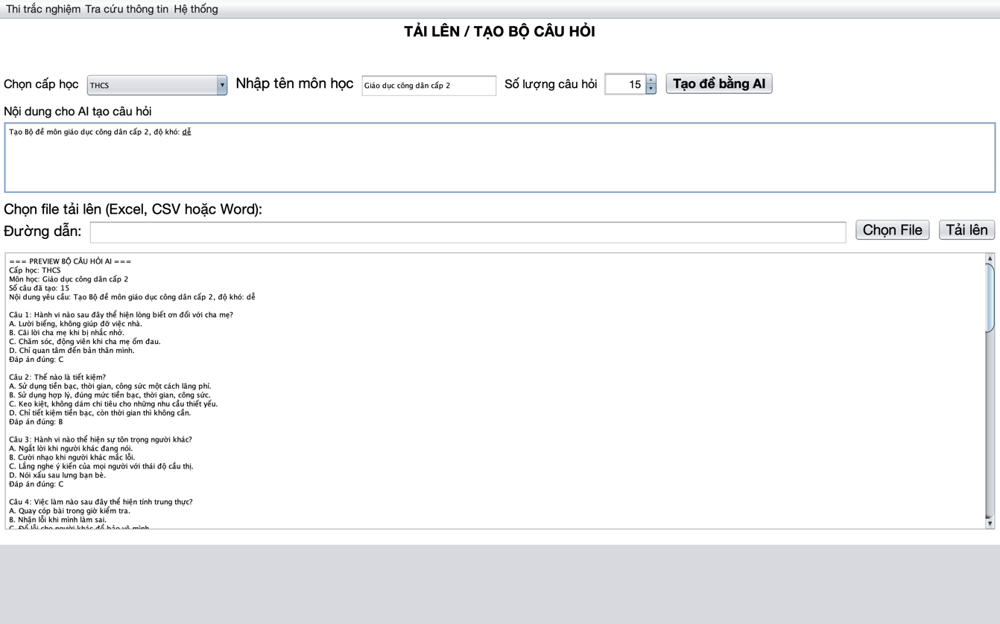 Thi trắc nghiệm Tra cứu thông tin Hệ thống
TẢI LÊN / TẠO BỘ CÂU HỎI
Chọn cấp học THCS Nhập tên môn học Giáo dục công dân cấp 2 Số lượng câu hỏi 15 Tạo đề bằng AI
Nội dung cho AI tạo câu hỏi
Tạo Bộ đề môn giáo dục công dân cấp 2, độ khó: dễ
Chọn file tải lên (Excel, CSV hoặc Word):
Đường dẫn: Chọn File Tải lên
=== PREVIEW BỘ CÂU HỎI AI ===
Cấp học: THCS
Môn học: Giáo dục công dân cấp 2
Số câu đã tạo: 15
Nội dung yêu cầu: Tạo Bộ đề môn giáo dục công dân cấp 2, độ khó: dễ
Câu 1: Hành vi nào sau đây thể hiện lòng biết ơn đối với cha mẹ?
A. Lười biếng, không giúp đỡ việc nhà.
B. Cãi lời cha mẹ khi bị nhắc nhở.
C. Chăm sóc, động viên khi cha mẹ ốm đau.
D. Chỉ quan tâm đến bản thân mình.
Đáp án đúng: C
Câu 2: Thế nào là tiết kiệm?
A. Sử dụng tiền bạc, thời gian, công sức một cách lãng phí.
B. Sử dụng hợp lý, đúng mức tiền bạc, thời gian, công sức.
C. Keo kiệt, không dám chi tiêu cho những nhu cầu thiết yếu.
D. Chỉ tiết kiệm tiền bạc, còn thời gian thì không cần.
Đáp án đúng: B
Câu 3: Hành vi nào thể hiện sự tôn trọng người khác?
A. Ngắt lời khi người khác đang nói.
B. Cười nhạo khi người khác mắc lỗi.
C. Lắng nghe ý kiến của mọi người với thái độ cầu thị.
D. Nói xấu sau lưng bạn bè.
Đáp án đúng: C
Câu 4: Việc làm nào sau đây thể hiện tính trung thực?
A. Quay cóp bài trong giờ kiểm tra.
B. Nhận lỗi khi mình làm sai.
C. Đổ lỗi cho người khác để bảo vệ mình